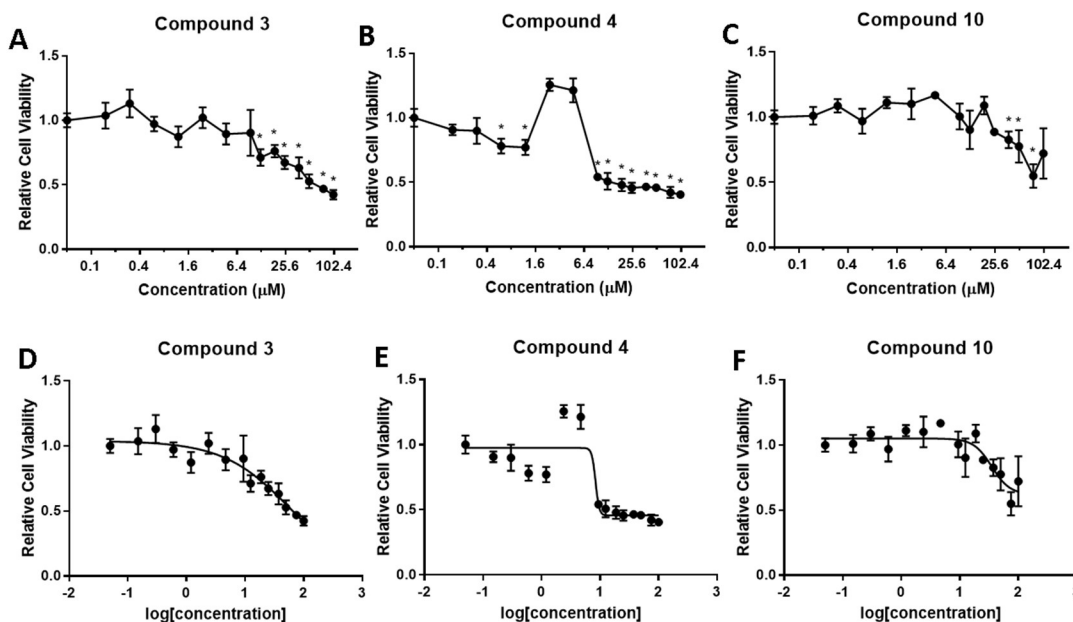 A
Compound 3
Relative Cell Viability
1.5
1.0
0.5
0.0
0.1 0.4 1.6 6.4 25.6 102.4
Concentration (μM)
* * * * * * *
B
Compound 4
Relative Cell Viability
1.5
1.0
0.5
0.0
0.1 0.4 1.6 6.4 25.6 102.4
Concentration (μM)
* * * * * * * * * *
C
Compound 10
Relative Cell Viability
1.5
1.0
0.5
0.0
0.1 0.4 1.6 6.4 25.6 102.4
Concentration (μM)
* * *
D
Compound 3
Relative Cell Viability
1.5
1.0
0.5
0.0
-2 -1 0 1 2 3
log[concentration]
E
Compound 4
Relative Cell Viability
1.5
1.0
0.5
0.0
-2 -1 0 1 2 3
log[concentration]
F
Compound 10
Relative Cell Viability
1.5
1.0
0.5
0.0
-2 -1 0 1 2 3
log[concentration]